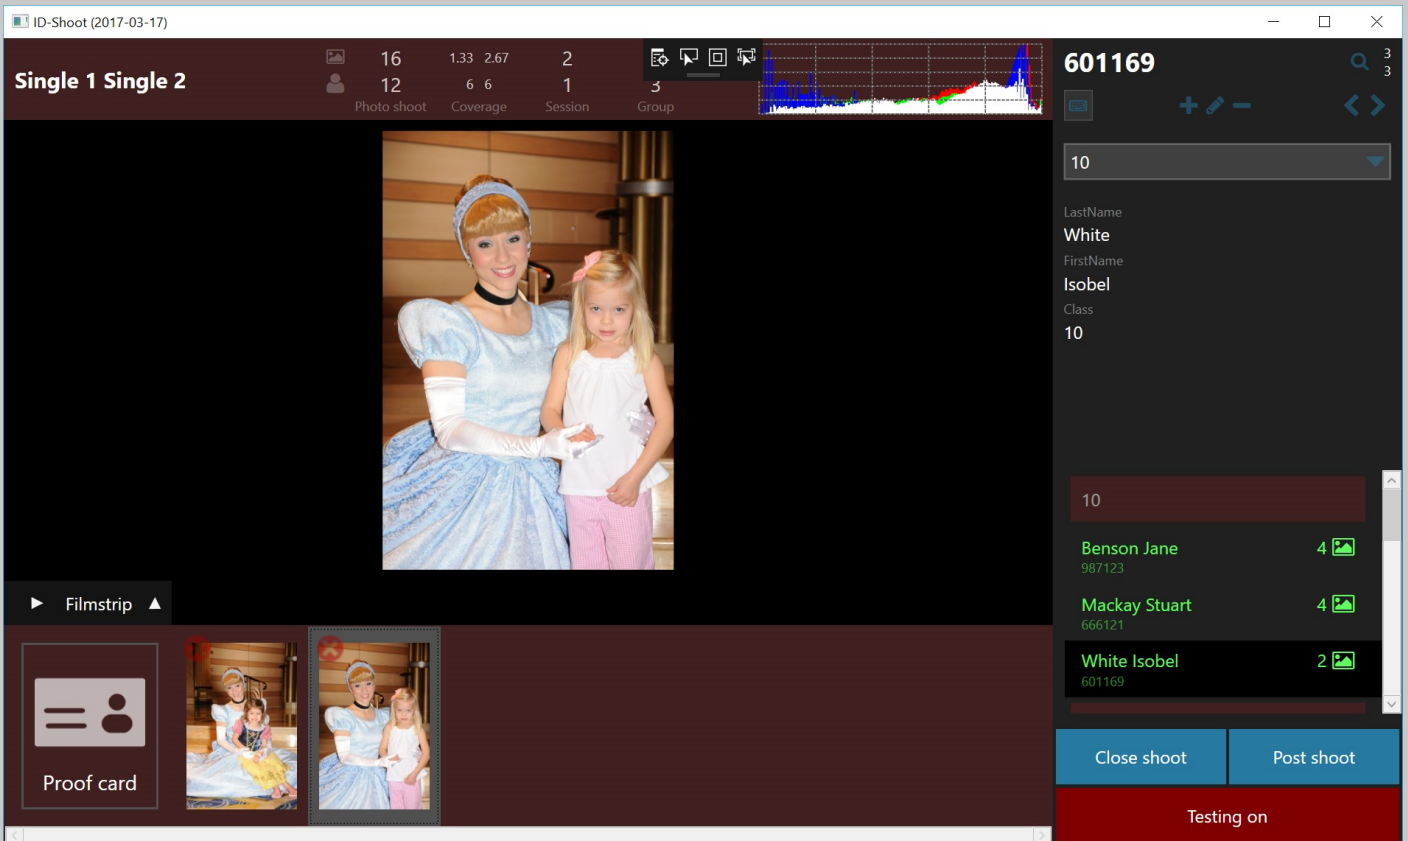 ID-Shoot (2017-03-17)
Single 1 Single 2
16 1.33 2.67 2
12 6 6 1 3
Photo shoot Coverage Session Group
601169
3
3
10
LastName
White
FirstName
Isobel
Class
10
10
Benson Jane 4
987123
Mackay Stuart 4
666121
White Isobel 2
601169
Filmstrip
Proof card
Close shoot Post shoot
Testing on